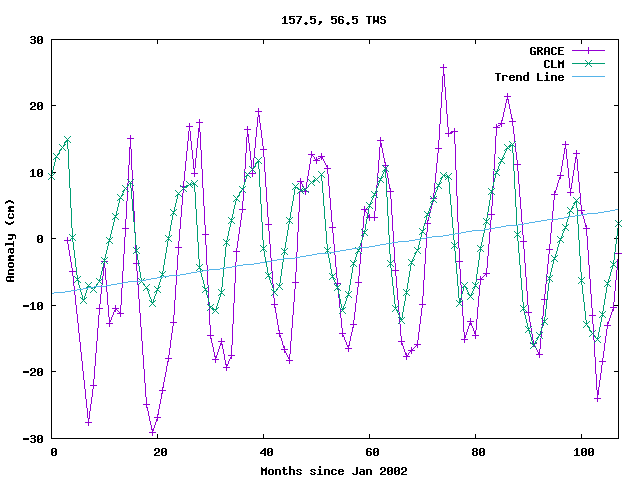 157.5, 56.5 TWS
GRACE
CLM
Trend Line
30
20
10
0
-10
-20
-30
Anomaly (cm)
0 20 40 60 80 100
Months since Jan 2002